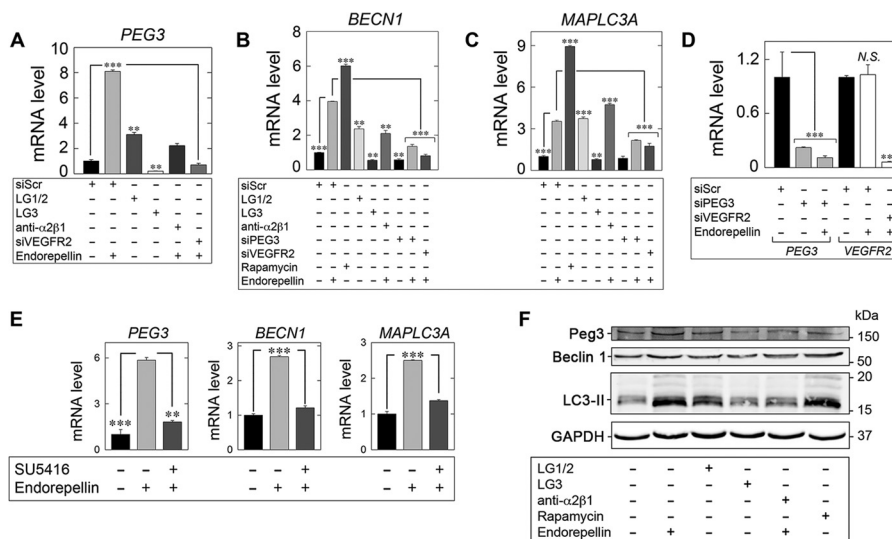 A
PEG3
mRNA level
10
8
6
4
2
0
***
**
**
siScr + + - - - -
LG1/2 - - + - - -
LG3 - - - + - -
anti-α2β1 - - - - + -
siVEGFR2 - - - - - +
Endorepellin - + - - + +
B
BECN1
mRNA level
8
6
4
2
0
***
***
**
**
**
**
***
C
MAPLC3A
mRNA level
9
6
3
0
***
***
***
**
***
***
siScr
LG1/2
LG3
anti-α2β1
siPEG3
siVEGFR2
Rapamycin
Endorepellin
D
mRNA level
1.2
0.9
0.6
0.3
0
***
N.S.
siScr
siPEG3
siVEGFR2
Endorepellin
PEG3 VEGFR2
E
PEG3
mRNA level
6
4
1
***
**
BECN1
mRNA level
3
2
1
0
***
MAPLC3A
mRNA level
3
2
1
0
***
SU5416 - - + - - + - - +
Endorepellin - + + - + + - + +
F
kDa
Peg3
150
Beclin 1
50
20
LC3-II
15
GAPDH
37
LG1/2 - - + - - -
LG3 - - - + - -
anti-α2β1 - - - - + -
Rapamycin - - - - - +
Endorepellin - + - - + -